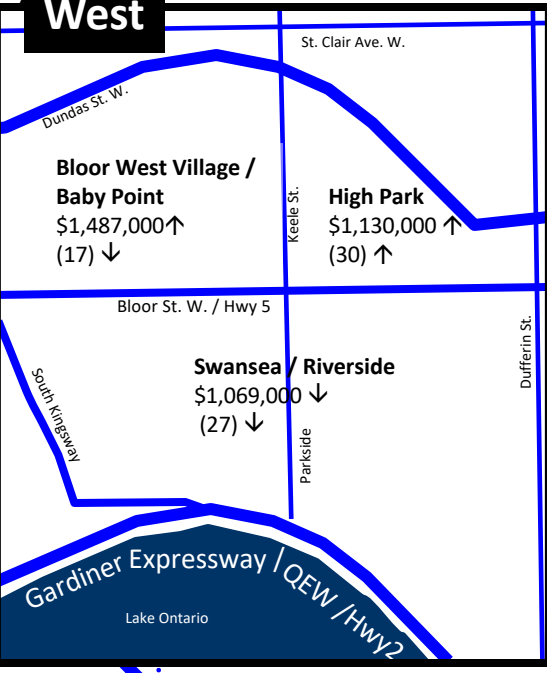 West
St. Clair Ave. W.
Dundas St. W.
Bloor West Village /
Baby Point
$1,487,000↑
(17) ↓
Keele St.
High Park
$1,130,000 ↑
(30) ↑
Bloor St. W. / Hwy 5
Dufferin St.
South Kingsway
Swansea / Riverside
$1,069,000 ↓
(27) ↓
Parkside
Gardiner Expressway / QEW /Hwy2
Lake Ontario